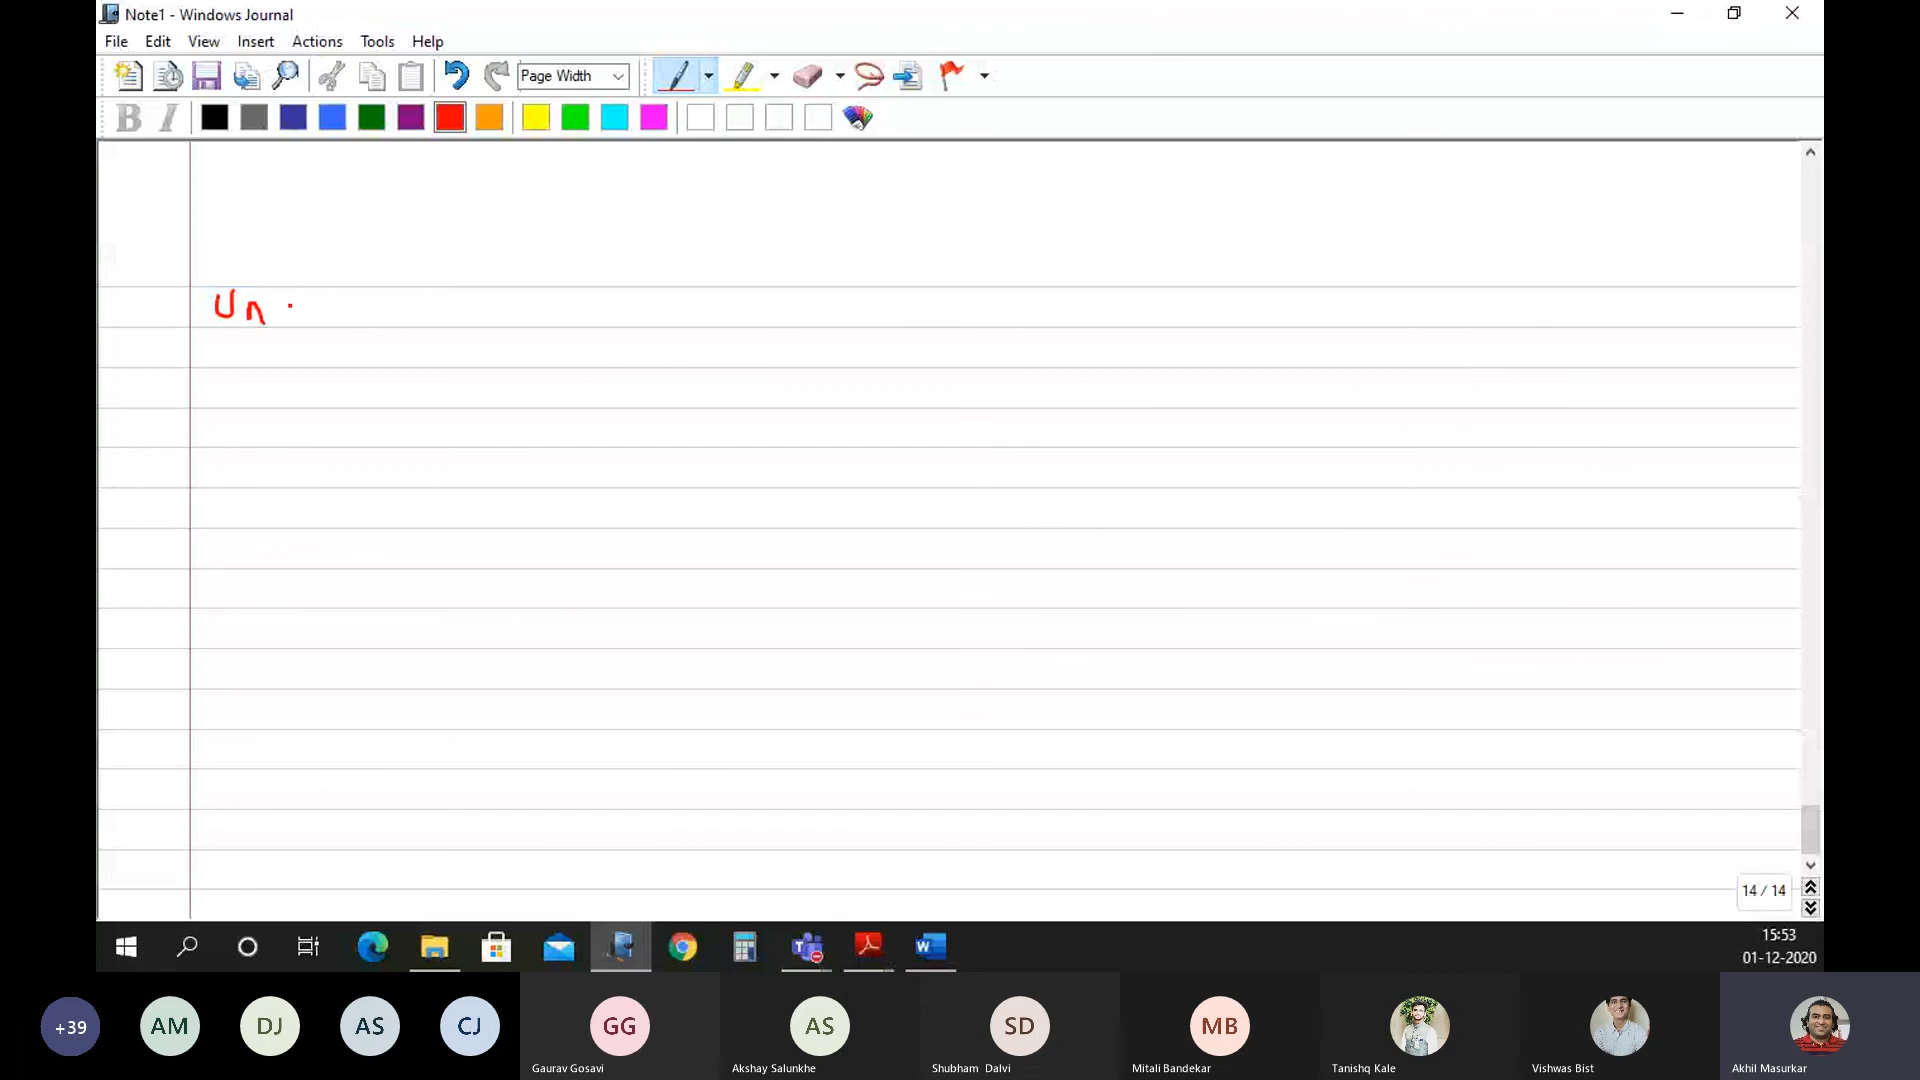 Note1 - Windows Journal
File Edit View Insert Actions Tools Help
Page Width
B I
Un
14 / 14
15:53
01-12-2020
+39 AM DJ AS CJ GG AS SD MB
Gaurav Gosavi Akshay Salunkhe Shubham Dalvi Mitali Bandekar Tanishq Kale Vishwas Bist Akhil Masurkar